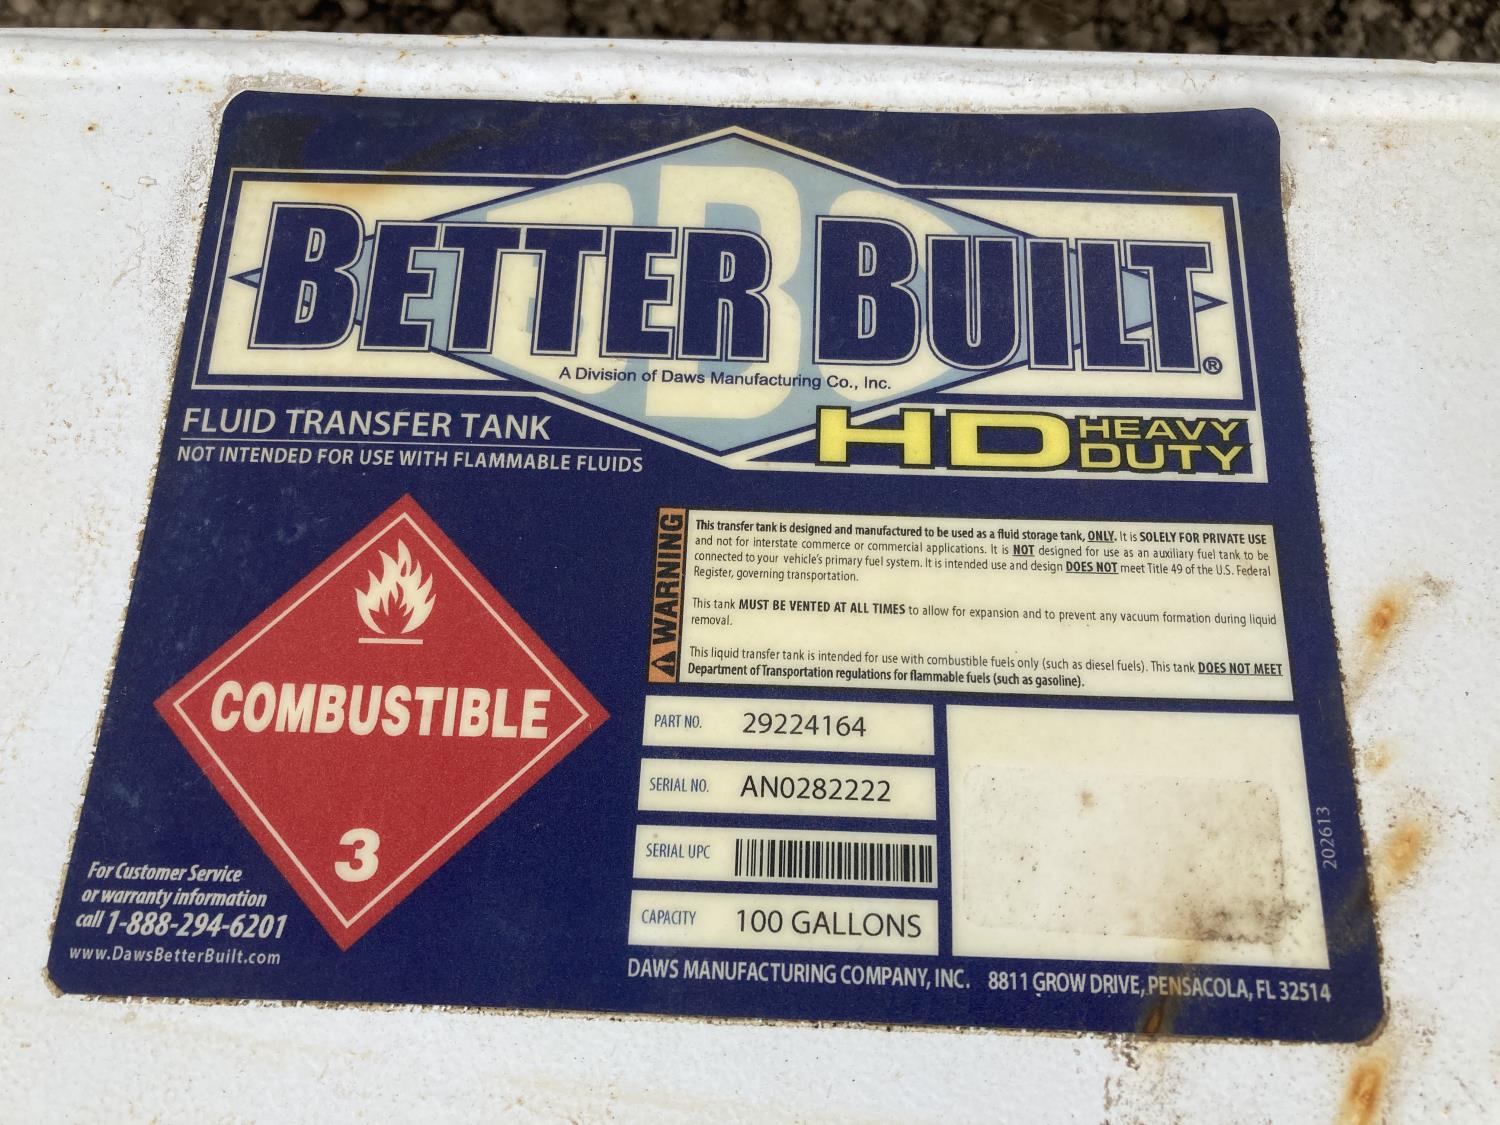 BETTER BUILT®
A Division of Daws Manufacturing Co., Inc.
HD HEAVY DUTY
FLUID TRANSFER TANK
NOT INTENDED FOR USE WITH FLAMMABLE FLUIDS
WARNING
This transfer tank is designed and manufactured to be used as a fluid storage tank, ONLY. It is SOLELY FOR PRIVATE USE
and not for interstate commerce or commercial applications. It is NOT designed for use as an auxiliary fuel tank to be
connected to your vehicle's primary fuel system. It is intended use and design DOES NOT meet Title 49 of the U.S. Federal
Register, governing transportation.
This tank MUST BE VENTED AT ALL TIMES to allow for expansion and to prevent any vacuum formation during liquid
removal.
This liquid transfer tank is intended for use with combustible fuels only (such as diesel fuels). This tank DOES NOT MEET
Department of Transportation regulations for flammable fuels (such as gasoline).
COMBUSTIBLE
3
PART NO. 29224164
SERIAL NO. AN0282222
SERIAL UPC
CAPACITY 100 GALLONS
202613
For Customer Service
or warranty information
call 1-888-294-6201
www.DawsBetterBuilt.com
DAWS MANUFACTURING COMPANY, INC. 8811 GROW DRIVE, PENSACOLA, FL 32514